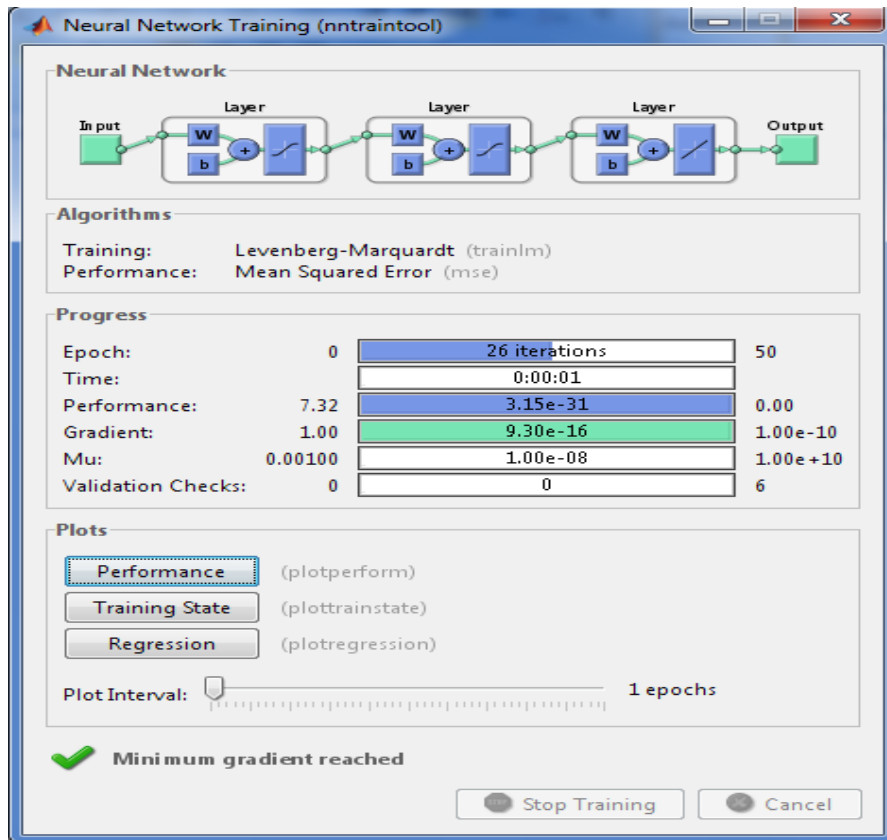 Neural Network Training (nntraintool)
Neural Network
Layer Layer Layer
Input Output
W W W
+ + +
b b b
Algorithms
Training: Levenberg-Marquardt (trainlm)
Performance: Mean Squared Error (mse)
Progress
Epoch: 0 26 iterations 50
Time: 0:00:01
Performance: 7.32 3.15e-31 0.00
Gradient: 1.00 9.30e-16 1.00e-10
Mu: 0.00100 1.00e-08 1.00e+10
Validation Checks: 0 0 6
Plots
Performance (plotperform)
Training State (plottrainstate)
Regression (plotregression)
Plot Interval: 1 epochs
Minimum gradient reached
Stop Training Cancel